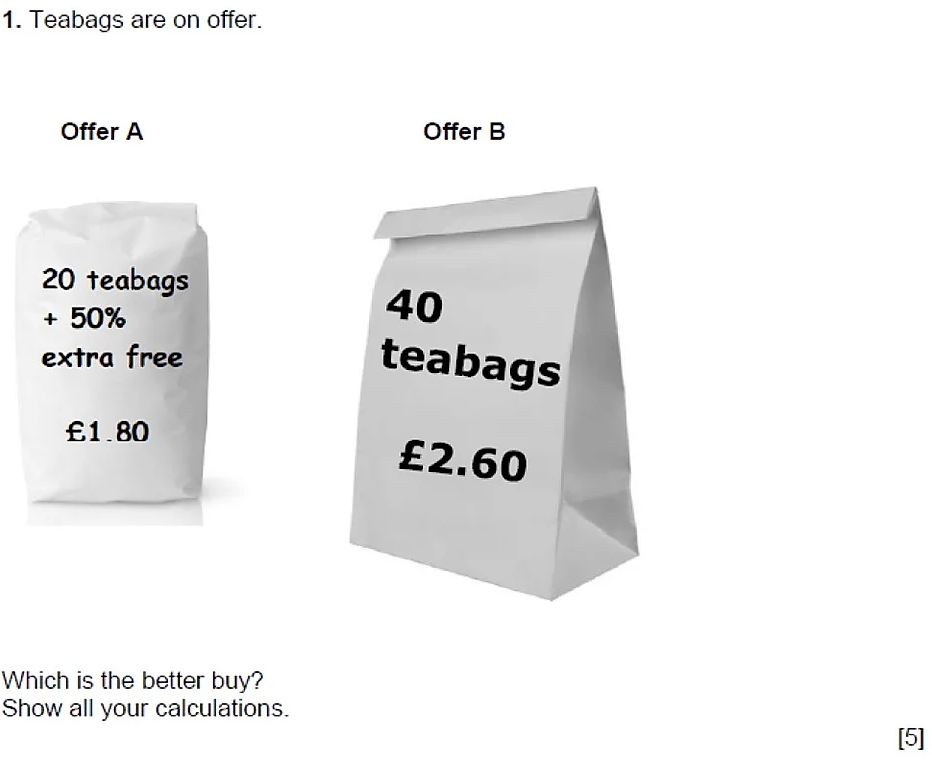 1. Teabags are on offer.
Offer A
Offer B
20 teabags
+ 50%
extra free
£1.80
40
teabags
£2.60
Which is the better buy?
Show all your calculations.
[5]